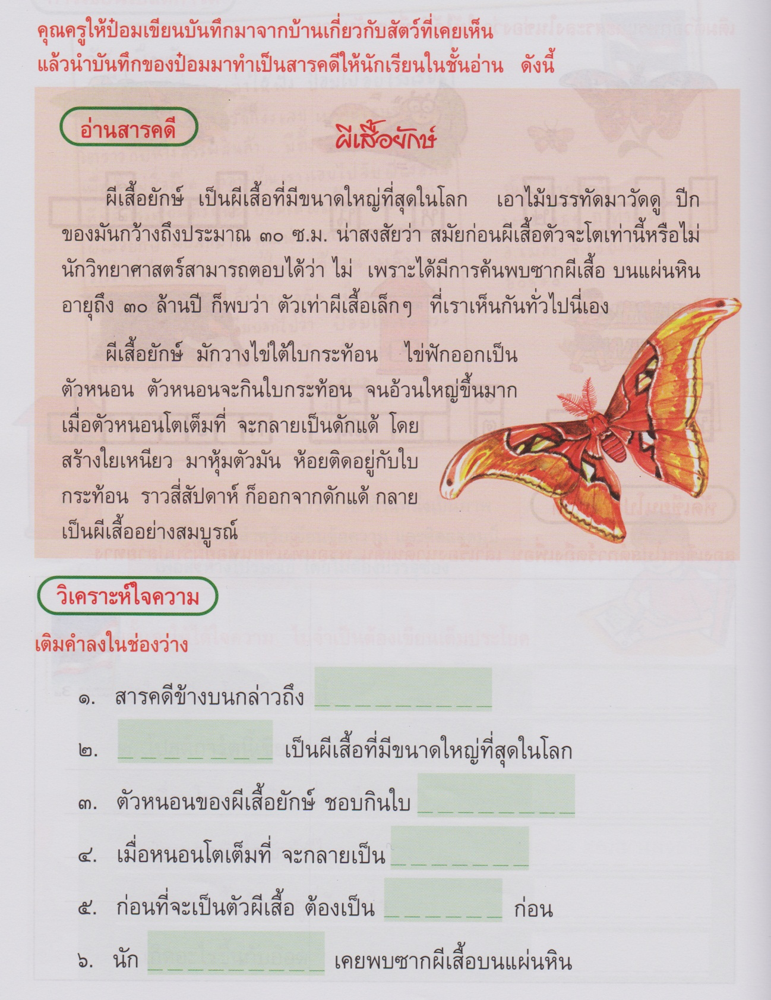 คุณครูให้ป๋อมเขียนบันทึกมาจากบ้านเกี่ยวกับสัตว์ที่เคยเห็น
แล้วนำบันทึกของป๋อมมาทำเป็นสารคดีให้นักเรียนในชั้นอ่าน ดังนี้
อ่านสารคดี
ผีเสื้อยักษ์
ผีเสื้อยักษ์ เป็นผีเสื้อที่มีขนาดใหญ่ที่สุดในโลก เอาไม้บรรทัดมาวัดดู ปีก
ของมันกว้างถึงประมาณ ๓๐ ซ.ม. น่าสงสัยว่า สมัยก่อนผีเสื้อตัวจะโตเท่านี้หรือไม่
นักวิทยาศาสตร์สามารถตอบได้ว่า ไม่ เพราะได้มีการค้นพบซากผีเสื้อ บนแผ่นหิน
อายุถึง ๓๐ ล้านปี ก็พบว่า ตัวเท่าผีเสื้อเล็กๆ ที่เราเห็นกันทั่วไปนี่เอง
ผีเสื้อยักษ์ มักวางไข่ใต้ใบกระท้อน ไข่ฟักออกเป็น
ตัวหนอน ตัวหนอนจะกินใบกระท้อน จนอ้วนใหญ่ขึ้นมาก
เมื่อตัวหนอนโตเต็มที่ จะกลายเป็นดักแด้ โดย
สร้างใยเหนียว มาหุ้มตัวมัน ห้อยติดอยู่กับใบ
กระท้อน ราวสี่สัปดาห์ ก็ออกจากดักแด้ กลาย
เป็นผีเสื้ออย่างสมบูรณ์
วิเคราะห์ใจความ
เติมคำลงในช่องว่าง
๑. สารคดีข้างบนกล่าวถึง
๒. เป็นผีเสื้อที่มีขนาดใหญ่ที่สุดในโลก
๓. ตัวหนอนของผีเสื้อยักษ์ ชอบกินใบ
๔. เมื่อหนอนโตเต็มที่ จะกลายเป็น
๕. ก่อนที่จะเป็นตัวผีเสื้อ ต้องเป็น ก่อน
๖. นัก เคยพบซากผีเสื้อบนแผ่นหิน